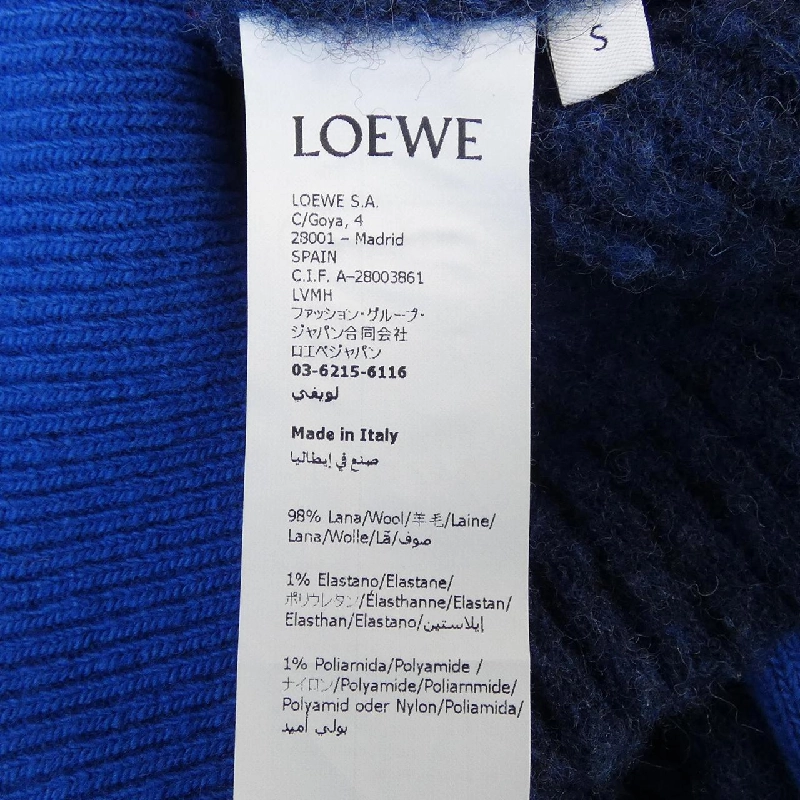 S
LOEWE
LOEWE S.A.
C/Goya, 4
28001 – Madrid
SPAIN
C.I.F. A–28003861
LVMH
ファッション・グループ・
ジャパン合同会社
ロエベジャパン
03-6215-6116
لويفي
Made in Italy
صنع في إيطاليا
98% Lana/Wool/羊毛/Laine/
Lana/Wolle/Lã/صوف
1% Elastano/Elastane/
ポリウレタン/Élasthanne/Elastan/
Elasthan/Elastano/إيلاستين
1% Poliamida/Polyamide /
ナイロン/Polyamide/Poliammide/
Polyamid oder Nylon/Poliamida/
بولي أميد